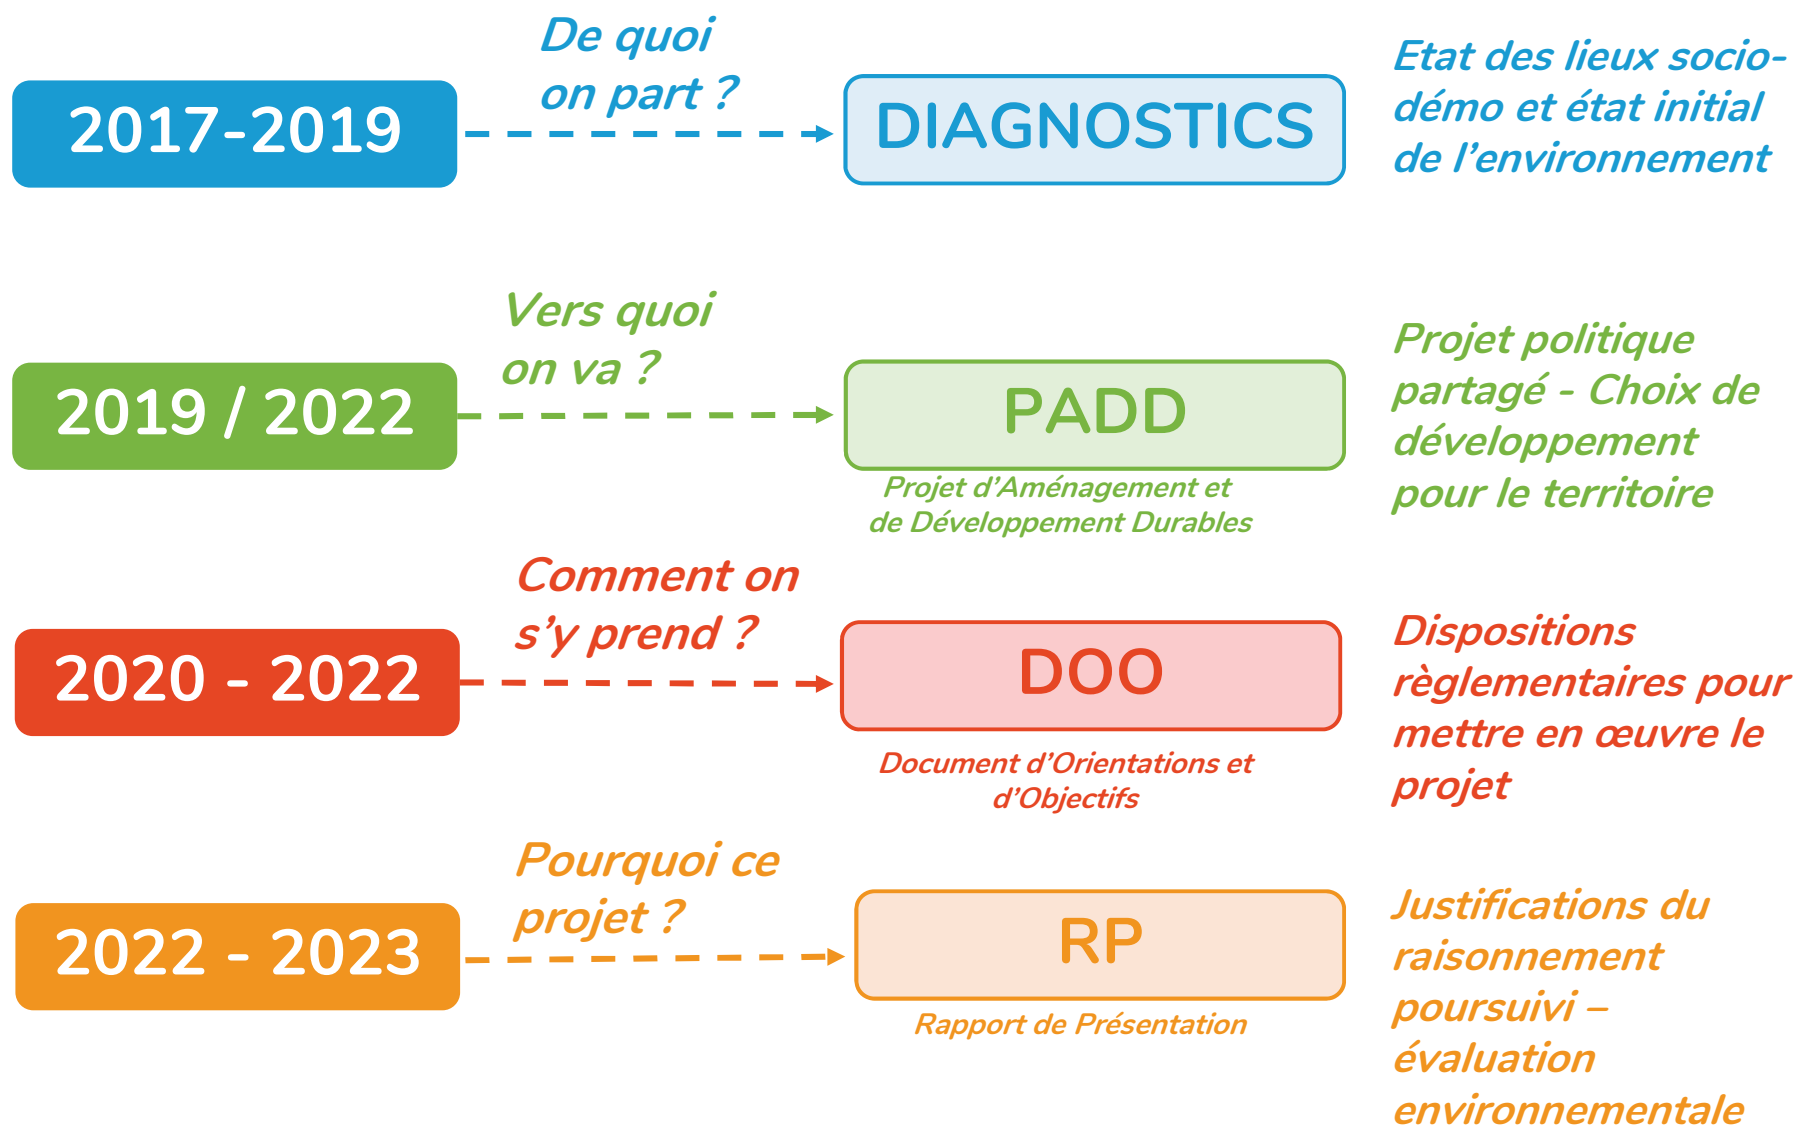 2017-2019
De quoi
on part ?
DIAGNOSTICS
Etat des lieux socio-
démo et état initial
de l’environnement
2019 / 2022
Vers quoi
on va ?
PADD
Projet d’Aménagement et
de Développement Durables
Projet politique
partagé - Choix de
développement
pour le territoire
2020 - 2022
Comment on
s’y prend ?
DOO
Document d’Orientations et
d’Objectifs
Dispositions
règlementaires pour
mettre en œuvre le
projet
2022 - 2023
Pourquoi ce
projet ?
RP
Rapport de Présentation
Justifications du
raisonnement
poursuivi –
évaluation
environnementale